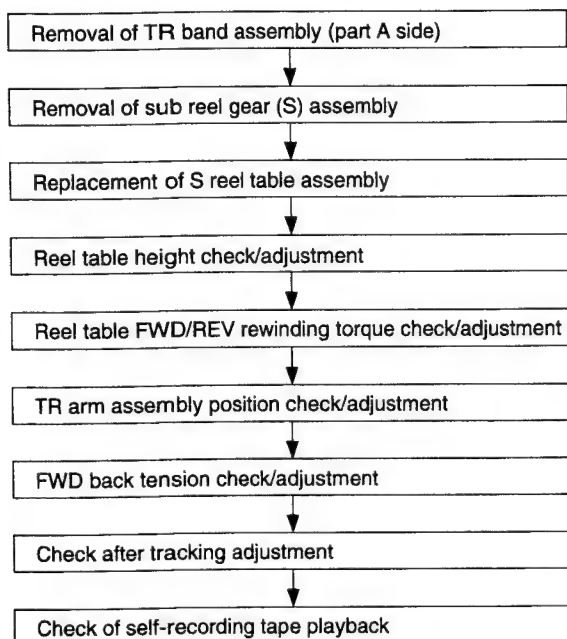 Removal of TR band assembly (part A side)
Removal of sub reel gear (S) assembly
Replacement of S reel table assembly
Reel table height check/adjustment
Reel table FWD/REV rewinding torque check/adjustment
TR arm assembly position check/adjustment
FWD back tension check/adjustment
Check after tracking adjustment
Check of self-recording tape playback